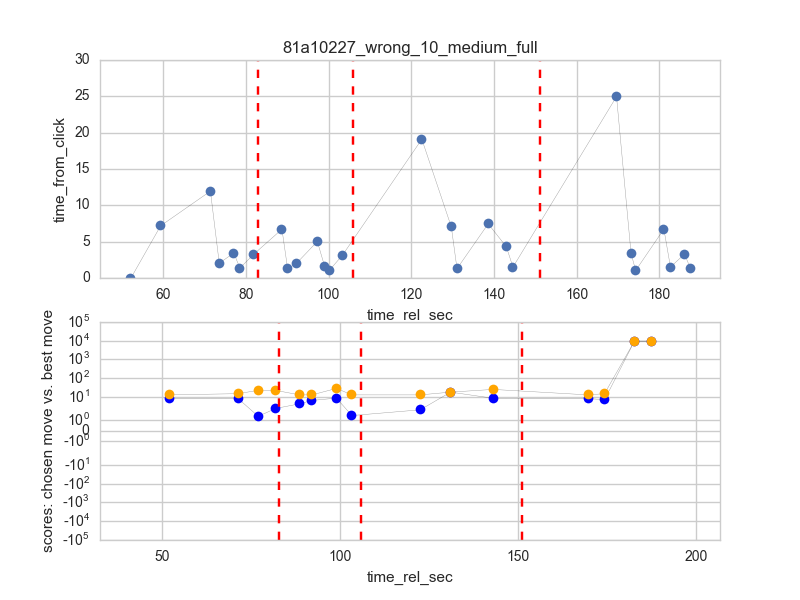 81a10227_wrong_10_medium_full
30
25
20
15
10
5
0
time_from_click
60 80 100 120 140 160 180
time_rel_sec
10^5
10^4
10^3
10^2
10^1
10^0
0
-10^0
-10^1
-10^2
-10^3
-10^4
-10^5
scores: chosen move vs. best move
50 100 150 200
time_rel_sec